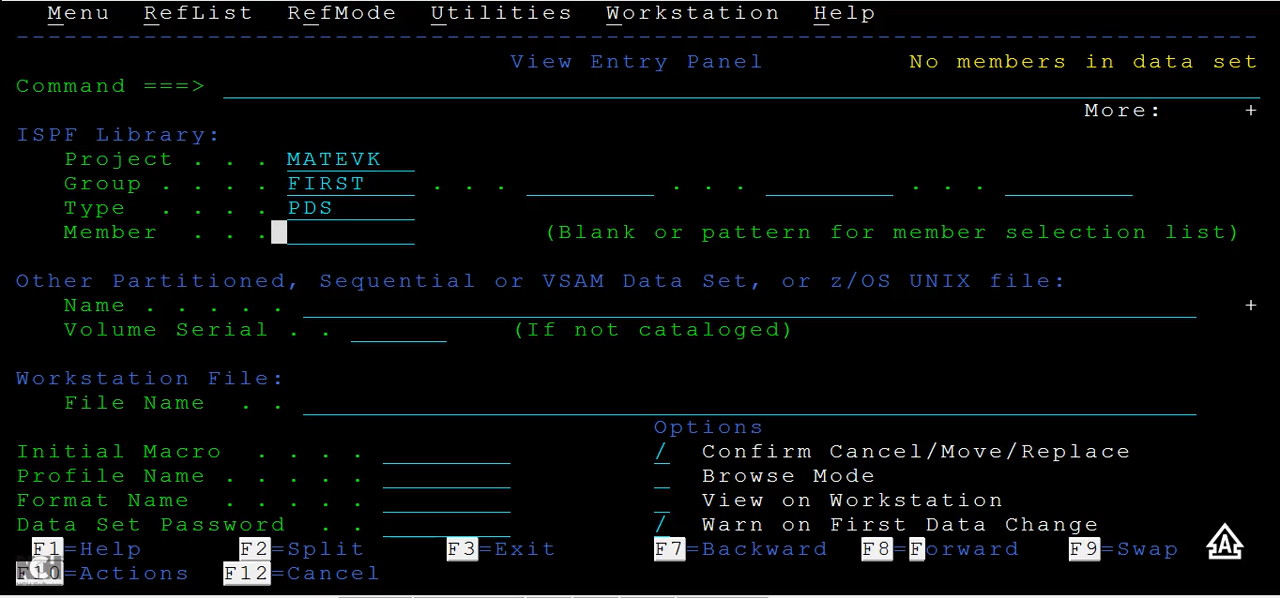 Menu RefList RefMode Utilities Workstation Help
View Entry Panel No members in data set
Command ===>
More: +
ISPF Library:
Project . . . MATEVK
Group . . . . FIRST . . . . . . . . .
Type . . . . PDS
Member . . . (Blank or pattern for member selection list)
Other Partitioned, Sequential or VSAM Data Set, or z/OS UNIX file:
Name . . . . . +
Volume Serial . . (If not cataloged)
Workstation File:
File Name . .
Options
Initial Macro . . . . / Confirm Cancel/Move/Replace
Profile Name . . . . . Browse Mode
Format Name . . . . . View on Workstation
Data Set Password . . / Warn on First Data Change
F1=Help F2=Split F3=Exit F7=Backward F8=Forward F9=Swap
F10=Actions F12=Cancel